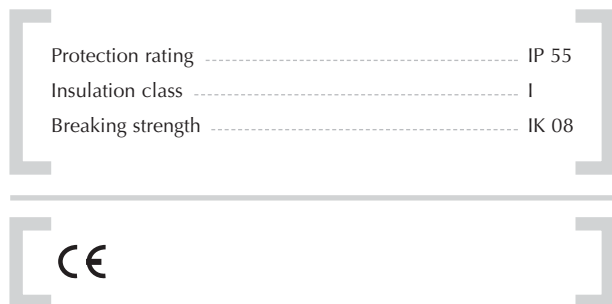 Protection rating IP 55
Insulation class I
Breaking strength IK 08
CE